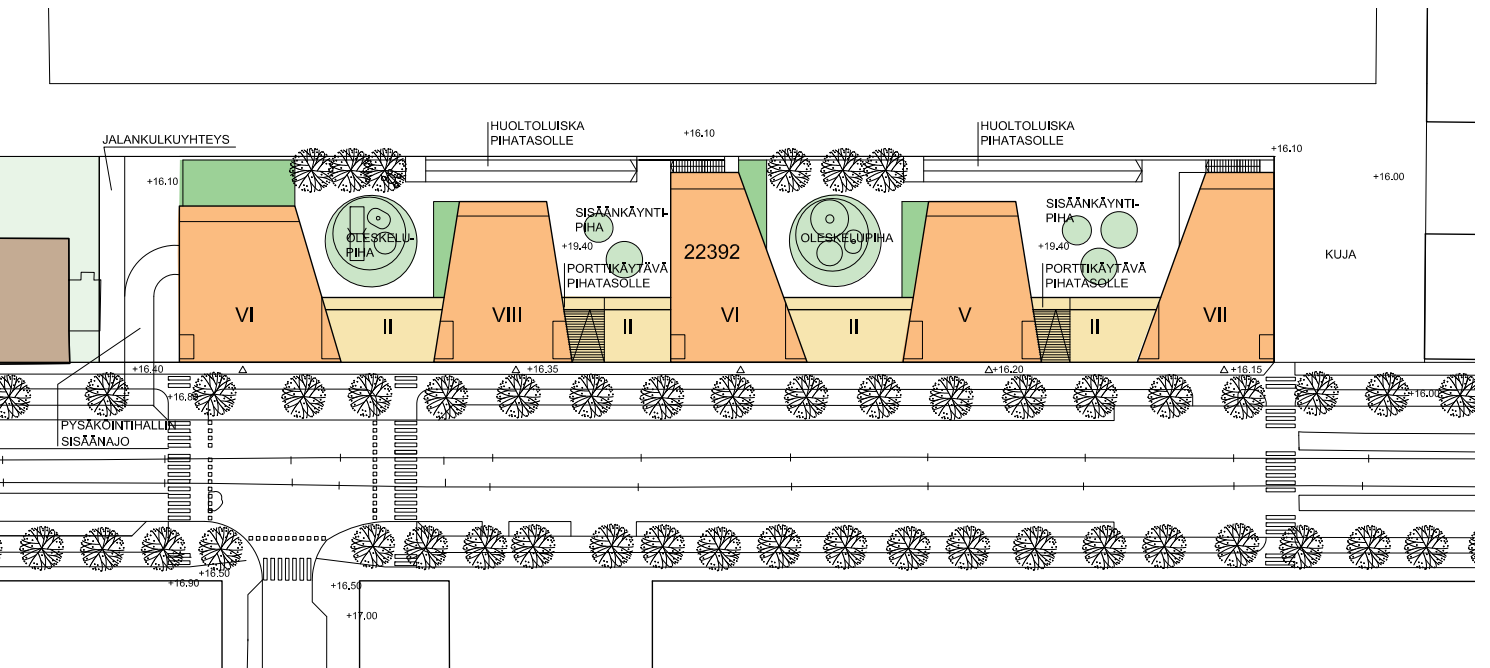 HUOLTOLUISKA
PIHATASOLLE
+16.10
HUOLTOLUISKA
PIHATASOLLE
JALANKULKUYHTEYS
+16.10
+16.10
+16.00
SISÄÄNKÄYNTI-
PIHA
+19.40
SISÄÄNKÄYNTI-
PIHA
+19.40
OLESKELU-
PIHA
OLESKELUPIHA
22392
KUJA
PORTTIKÄYTÄVÄ
PIHATASOLLE
PORTTIKÄYTÄVÄ
PIHATASOLLE
VI
II
VIII
II
VI
II
V
II
VII
+16.40
+16.35
+16.20
+16.15
+16.00
PYSÄKÖINTIHALLIN
SISÄÄNAJO
+16.50
+16.90
+16.50
+17.00